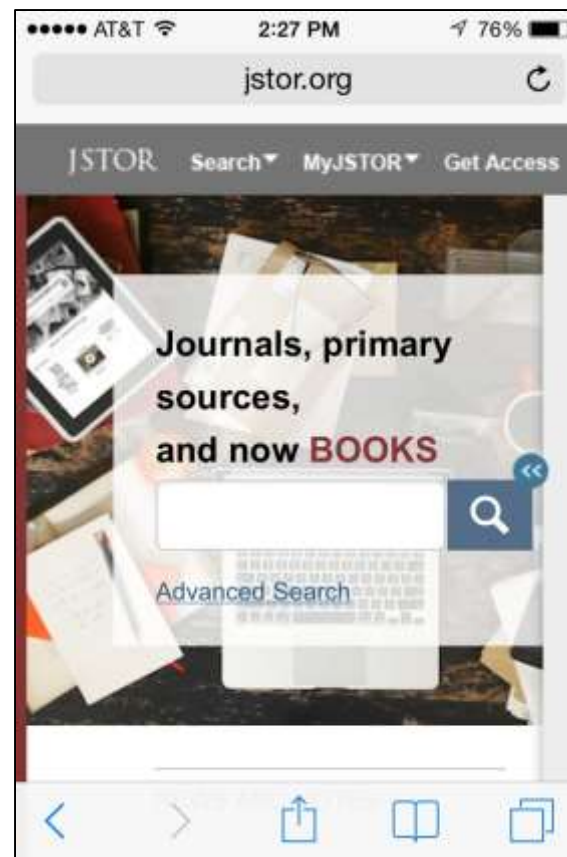 AT&T 2:27 PM 76%
jstor.org
JSTOR Search MyJSTOR Get Access
Journals, primary
sources,
and now BOOKS
Advanced Search